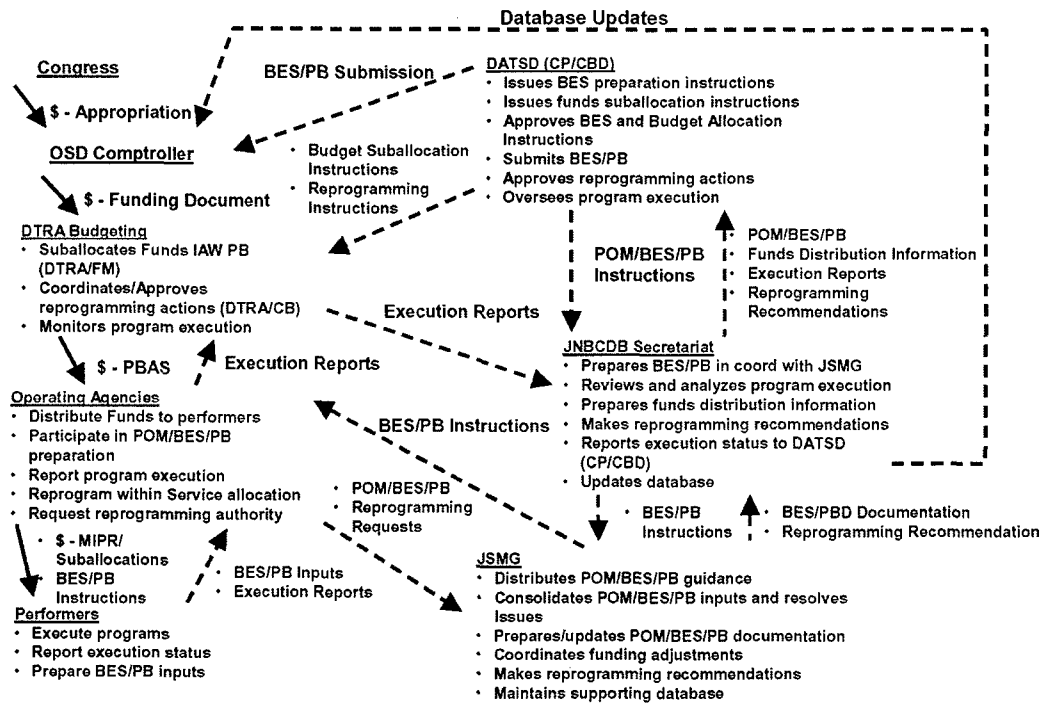 Database Updates
Congress
$ - Appropriation
OSD Comptroller
$ - Funding Document
BES/PB Submission
DATSD (CP/CBD)
• Issues BES preparation instructions
• Issues funds suballocation instructions
• Approves BES and Budget Allocation
Instructions
• Submits BES/PB
• Approves reprogramming actions
• Oversees program execution
• Budget Suballocation
Instructions
• Reprogramming
Instructions
DTRA Budgeting
• Suballocates Funds IAW PB
(DTRA/FM)
• Coordinates/Approves
reprogramming actions (DTRA/CB)
• Monitors program execution
POM/BES/PB
Instructions
• POM/BES/PB
• Funds Distribution Information
• Execution Reports
• Reprogramming
Recommendations
Execution Reports
$ - PBAS
Execution Reports
JNBCDB Secretariat
• Prepares BES/PB in coord with JSMG
• Reviews and analyzes program execution
• Prepares funds distribution information
• Makes reprogramming recommendations
• Reports execution status to DATSD
(CP/CBD)
• Updates database
Operating Agencies
• Distribute Funds to performers
• Participate in POM/BES/PB
preparation
• Report program execution
• Reprogram within Service allocation
• Request reprogramming authority
BES/PB Instructions
• POM/BES/PB
• Reprogramming
Requests
• BES/PB
Instructions
• BES/PBD Documentation
• Reprogramming Recommendation
• $ - MIPR/
Suballocations
• BES/PB
Instructions
• BES/PB Inputs
• Execution Reports
Performers
• Execute programs
• Report execution status
• Prepare BES/PB inputs
JSMG
• Distributes POM/BES/PB guidance
• Consolidates POM/BES/PB inputs and resolves
Issues
• Prepares/updates POM/BES/PB documentation
• Coordinates funding adjustments
• Makes reprogramming recommendations
• Maintains supporting database